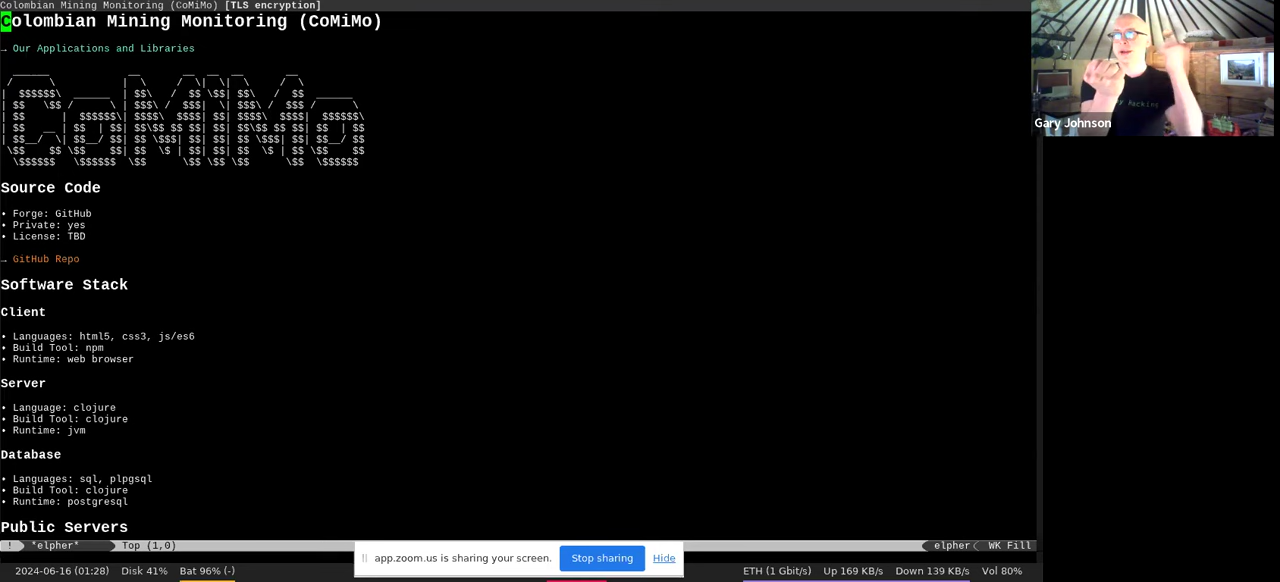 Colombian Mining Monitoring (CoMiMo) [TLS encryption]
Colombian Mining Monitoring (CoMiMo)
→ Our Applications and Libraries
Source Code
• Forge: GitHub
• Private: yes
• License: TBD
→ GitHub Repo
Software Stack
Client
• Languages: html5, css3, js/es6
• Build Tool: npm
• Runtime: web browser
Server
• Language: clojure
• Build Tool: clojure
• Runtime: jvm
Database
• Languages: sql, plpgsql
• Build Tool: clojure
• Runtime: postgresql
Public Servers
! *elpher* Top (1,0) elpher WK Fill
app.zoom.us is sharing your screen. Stop sharing Hide
2024-06-16 (01:28) Disk 41% Bat 96% (-) ETH (1 Gbit/s) Up 169 KB/s Down 139 KB/s Vol 80%
Gary Johnson